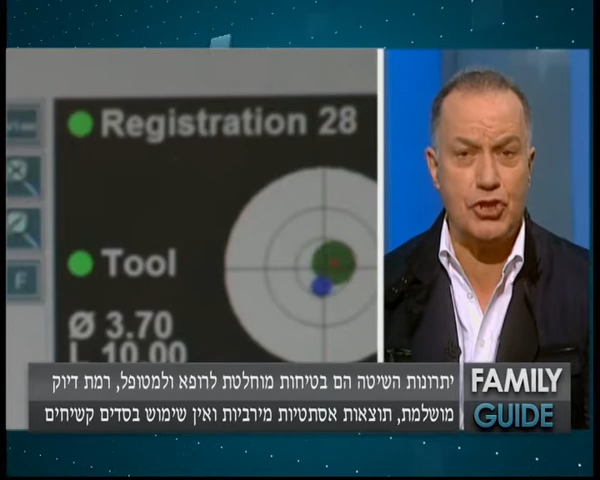 Registration 28
Tool
Ø 3.70
L 10.00
F
יתרונות השיטה הם בטיחות מוחלטת לרופא ולמטופל, רמת דיוק
מושלמת, תוצאות אסתטיות מירביות ואין שימוש בסדים קשיחים
FAMILY
GUIDE